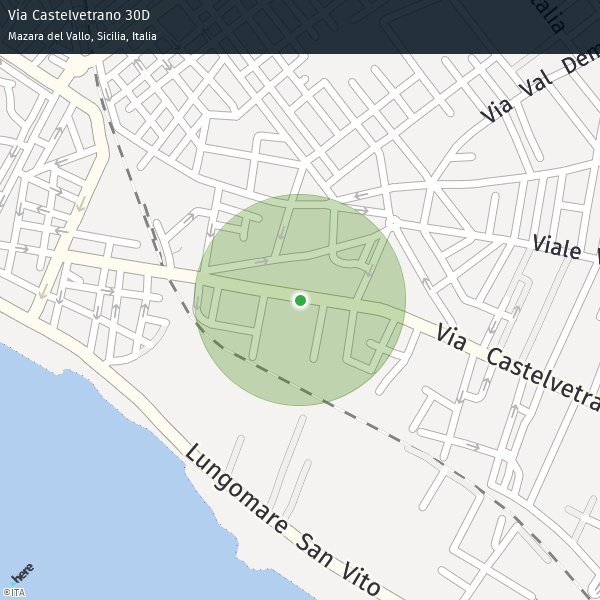 Via Castelvetrano 30D
Mazara del Vallo, Sicilia, Italia
Italia
Via Val Dem
Viale V
Via Castelvetra
Lungomare San Vito
here
©ITA